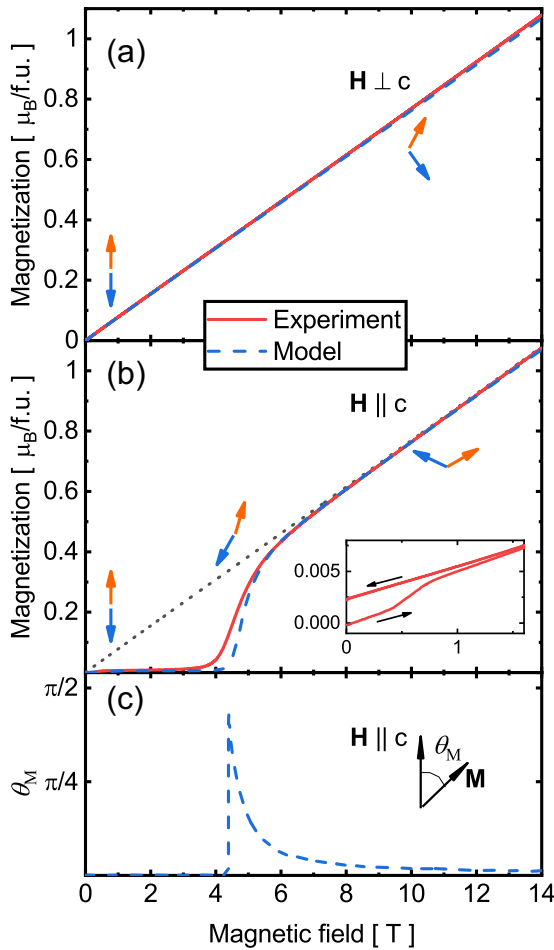 (a)
H ⊥ c
Magnetization [ μB/f.u. ]
1
0.8
0.6
0.4
0.2
0
Experiment
Model
(b)
H || c
Magnetization [ μB/f.u. ]
1
0.8
0.6
0.4
0.2
0.005
0.000
0
1
(c)
H || c
θM
M
θM
π/2
π/4
0
2
4
6
8
10
12
14
Magnetic field [ T ]